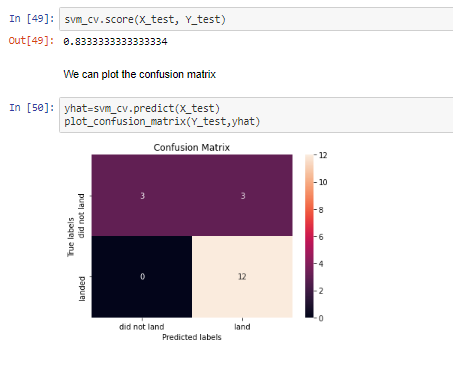 In [49]: svm_cv.score(X_test, Y_test)
Out[49]: 0.8333333333333334
We can plot the confusion matrix
In [50]: yhat=svm_cv.predict(X_test)
plot_confusion_matrix(Y_test,yhat)
Confusion Matrix
True labels
did not land
landed
3 3
0 12
did not land land
Predicted labels
12
10
8
6
4
2
0